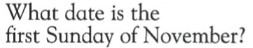 What date is the
first Sunday of November?